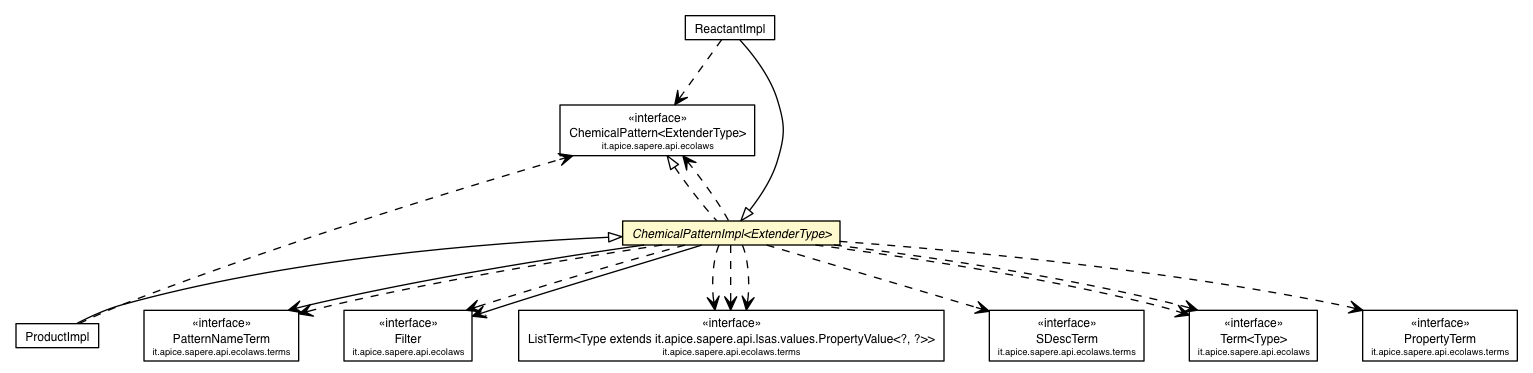 ReactantImpl
«interface»
ChemicalPattern<ExtenderType>
it.apice.sapere.api.ecolaws
ChemicalPatternImpl<ExtenderType>
ProductImpl
«interface»
PatternNameTerm
it.apice.sapere.api.ecolaws.terms
«interface»
Filter
it.apice.sapere.api.ecolaws
«interface»
ListTerm<Type extends it.apice.sapere.api.lsas.values.PropertyValue<?, ?>>
it.apice.sapere.api.ecolaws.terms
«interface»
SDescTerm
it.apice.sapere.api.ecolaws.terms
«interface»
Term<Type>
it.apice.sapere.api.ecolaws
«interface»
PropertyTerm
it.apice.sapere.api.ecolaws.terms